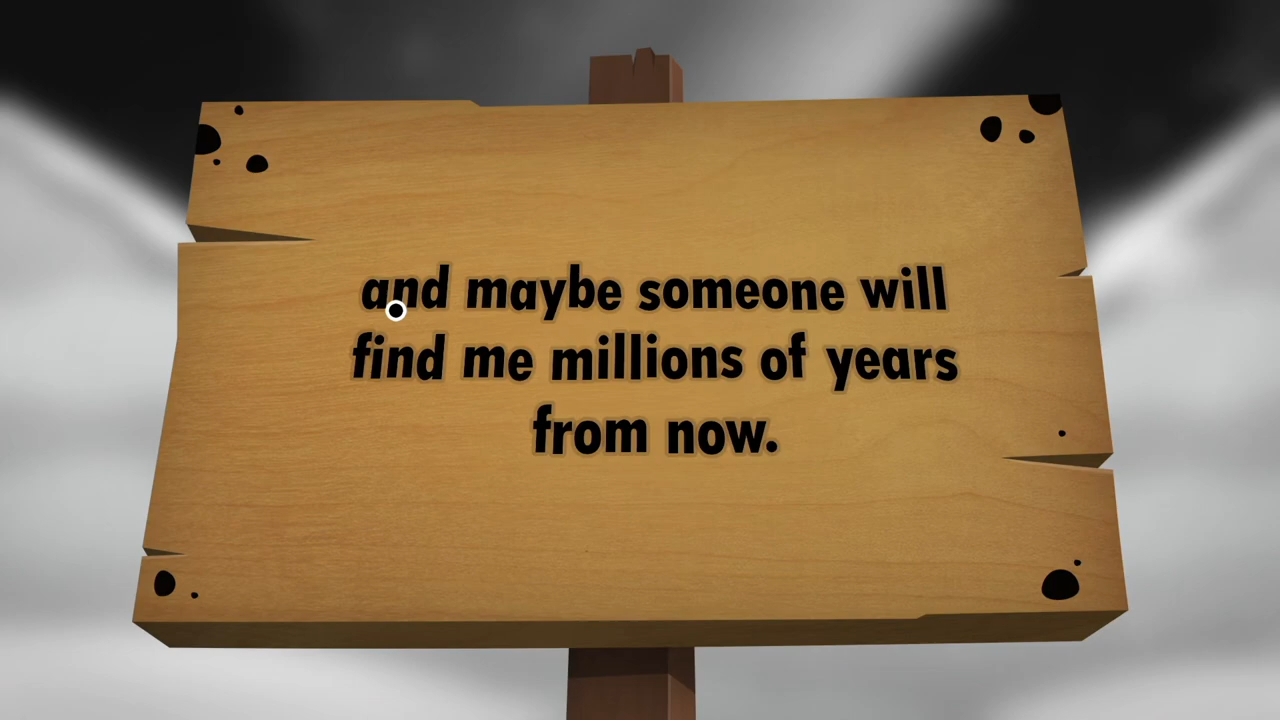 and maybe someone will
find me millions of years
from now.